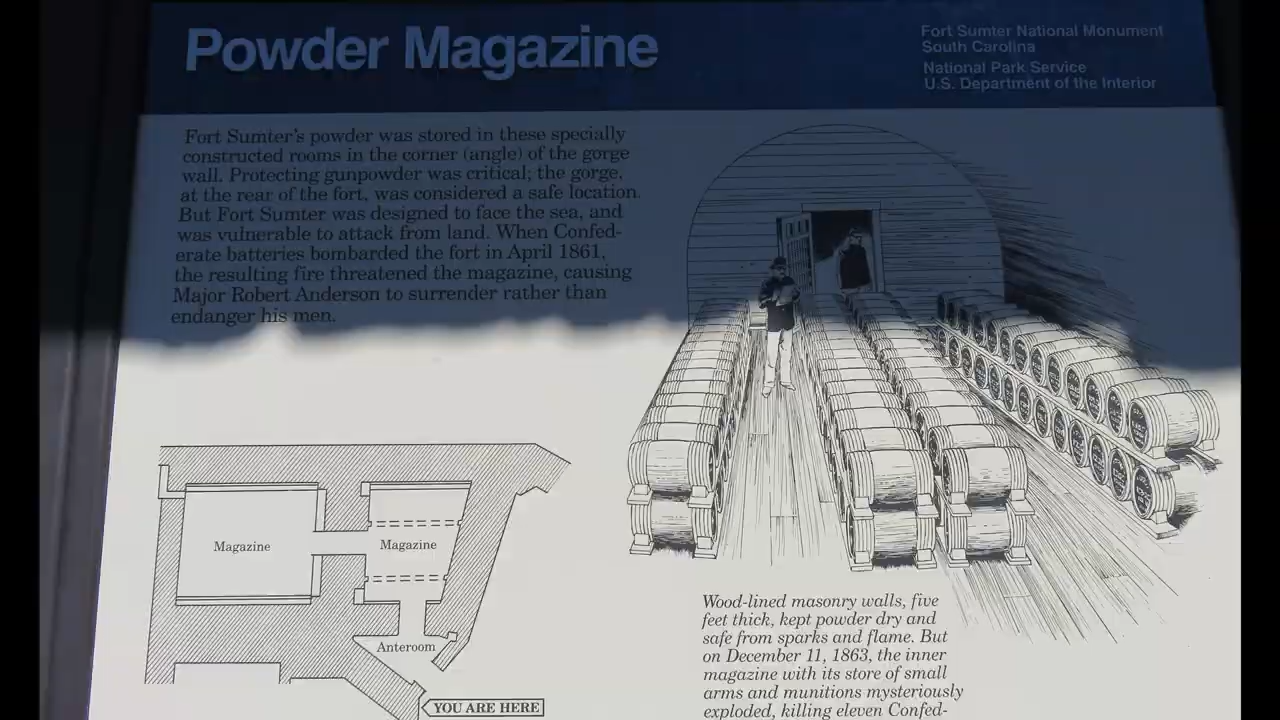 Powder Magazine
Fort Sumter National Monument
South Carolina
National Park Service
U.S. Department of the Interior
Fort Sumter's powder was stored in these specially
constructed rooms in the corner (angle) of the gorge
wall. Protecting gunpowder was critical; the gorge,
at the rear of the fort, was considered a safe location.
But Fort Sumter was designed to face the sea, and
was vulnerable to attack from land. When Confed-
erate batteries bombarded the fort in April 1861,
the resulting fire threatened the magazine, causing
Major Robert Anderson to surrender rather than
endanger his men.
Magazine
Magazine
Anteroom
YOU ARE HERE
Wood-lined masonry walls, five
feet thick, kept powder dry and
safe from sparks and flame. But
on December 11, 1863, the inner
magazine with its store of small
arms and munitions mysteriously
exploded, killing eleven Confed-